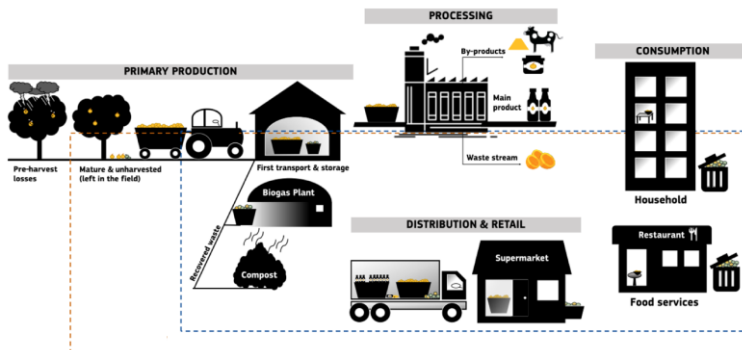 PROCESSING
By-products
CONSUMPTION
PRIMARY PRODUCTION
Main
product
Pre-harvest
losses
Mature & unharvested
(left in the field)
First transport & storage
Waste stream
Biogas Plant
Household
Recovered waste
DISTRIBUTION & RETAIL
Restaurant
Supermarket
Compost
Food services